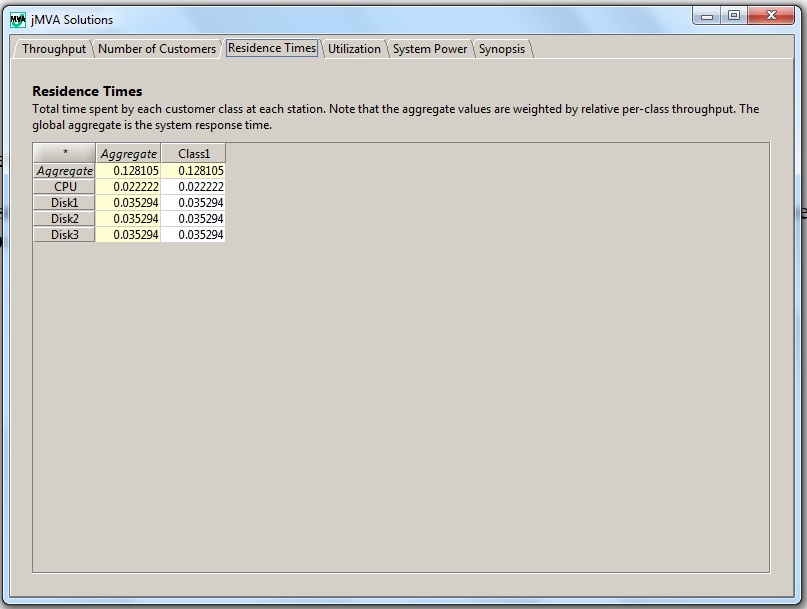 MVA jMVA Solutions
Throughput Number of Customers Residence Times Utilization System Power Synopsis
Residence Times
Total time spent by each customer class at each station. Note that the aggregate values are weighted by relative per-class throughput. The
global aggregate is the system response time.
* Aggregate Class1
Aggregate 0.128105 0.128105
CPU 0.022222 0.022222
Disk1 0.035294 0.035294
Disk2 0.035294 0.035294
Disk3 0.035294 0.035294